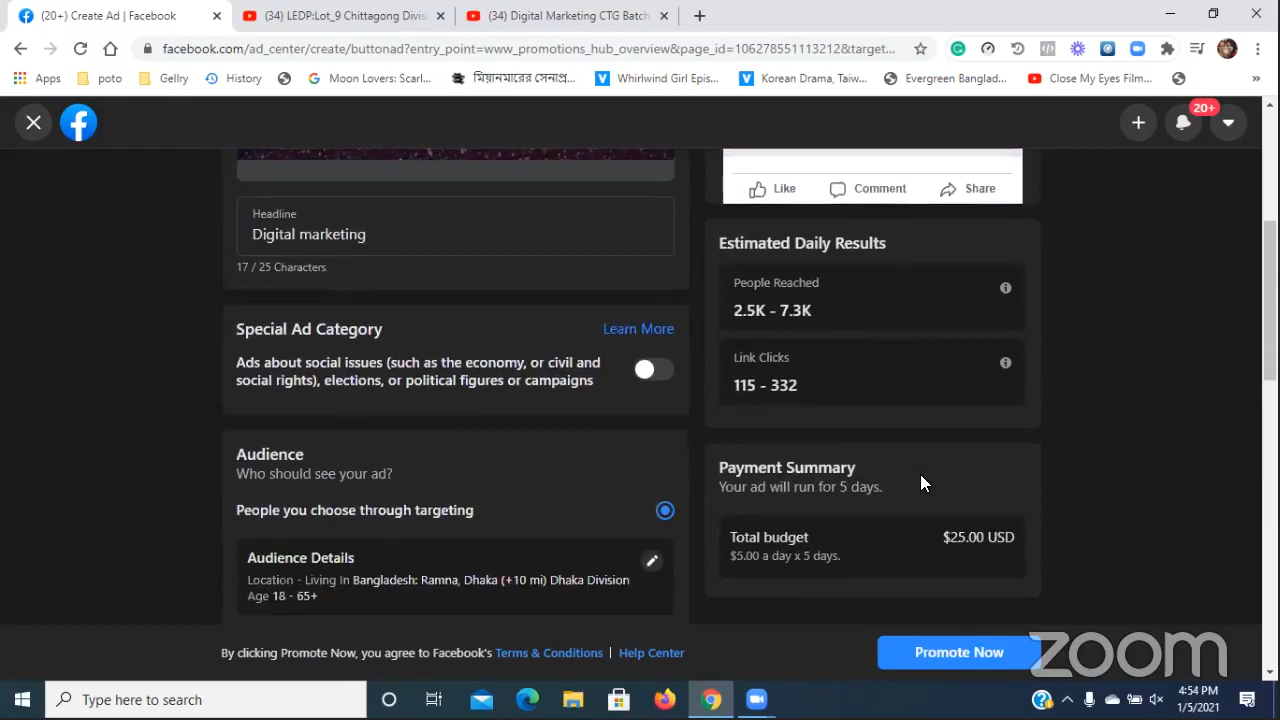 (20+) Create Ad | Facebook
(34) LEDP:Lot_9 Chittagong Divisi
(34) Digital Marketing CTG Batch
facebook.com/ad_center/create/buttonad?entry_point=www_promotions_hub_overview&page_id=106278551113212&target...
Apps
poto
Gellry
History
Moon Lovers: Scarl...
মিয়ানমারের সেনাপ্র...
Whirlwind Girl Epis...
Korean Drama, Taiw...
Evergreen Banglad...
Close My Eyes Film...
»
20+
Like
Comment
Share
Headline
Digital marketing
17 / 25 Characters
Estimated Daily Results
People Reached
2.5K - 7.3K
Link Clicks
115 - 332
Special Ad Category
Learn More
Ads about social issues (such as the economy, or civil and
social rights), elections, or political figures or campaigns
Audience
Who should see your ad?
People you choose through targeting
Audience Details
Location - Living In Bangladesh: Ramna, Dhaka (+10 mi) Dhaka Division
Age 18 - 65+
Payment Summary
Your ad will run for 5 days.
Total budget
$25.00 USD
$5.00 a day x 5 days.
By clicking Promote Now, you agree to Facebook's Terms & Conditions | Help Center
Promote Now
zoom
Type here to search
4:54 PM
1/5/2021